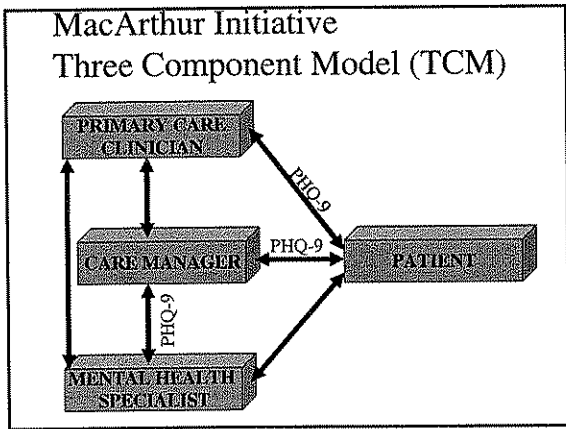 MacArthur Initiative
Three Component Model (TCM)
PRIMARY CARE
CLINICIAN
PHQ-9
PHQ-9
CARE MANAGER
PATIENT
PHQ-9
MENTAL HEALTH
SPECIALIST